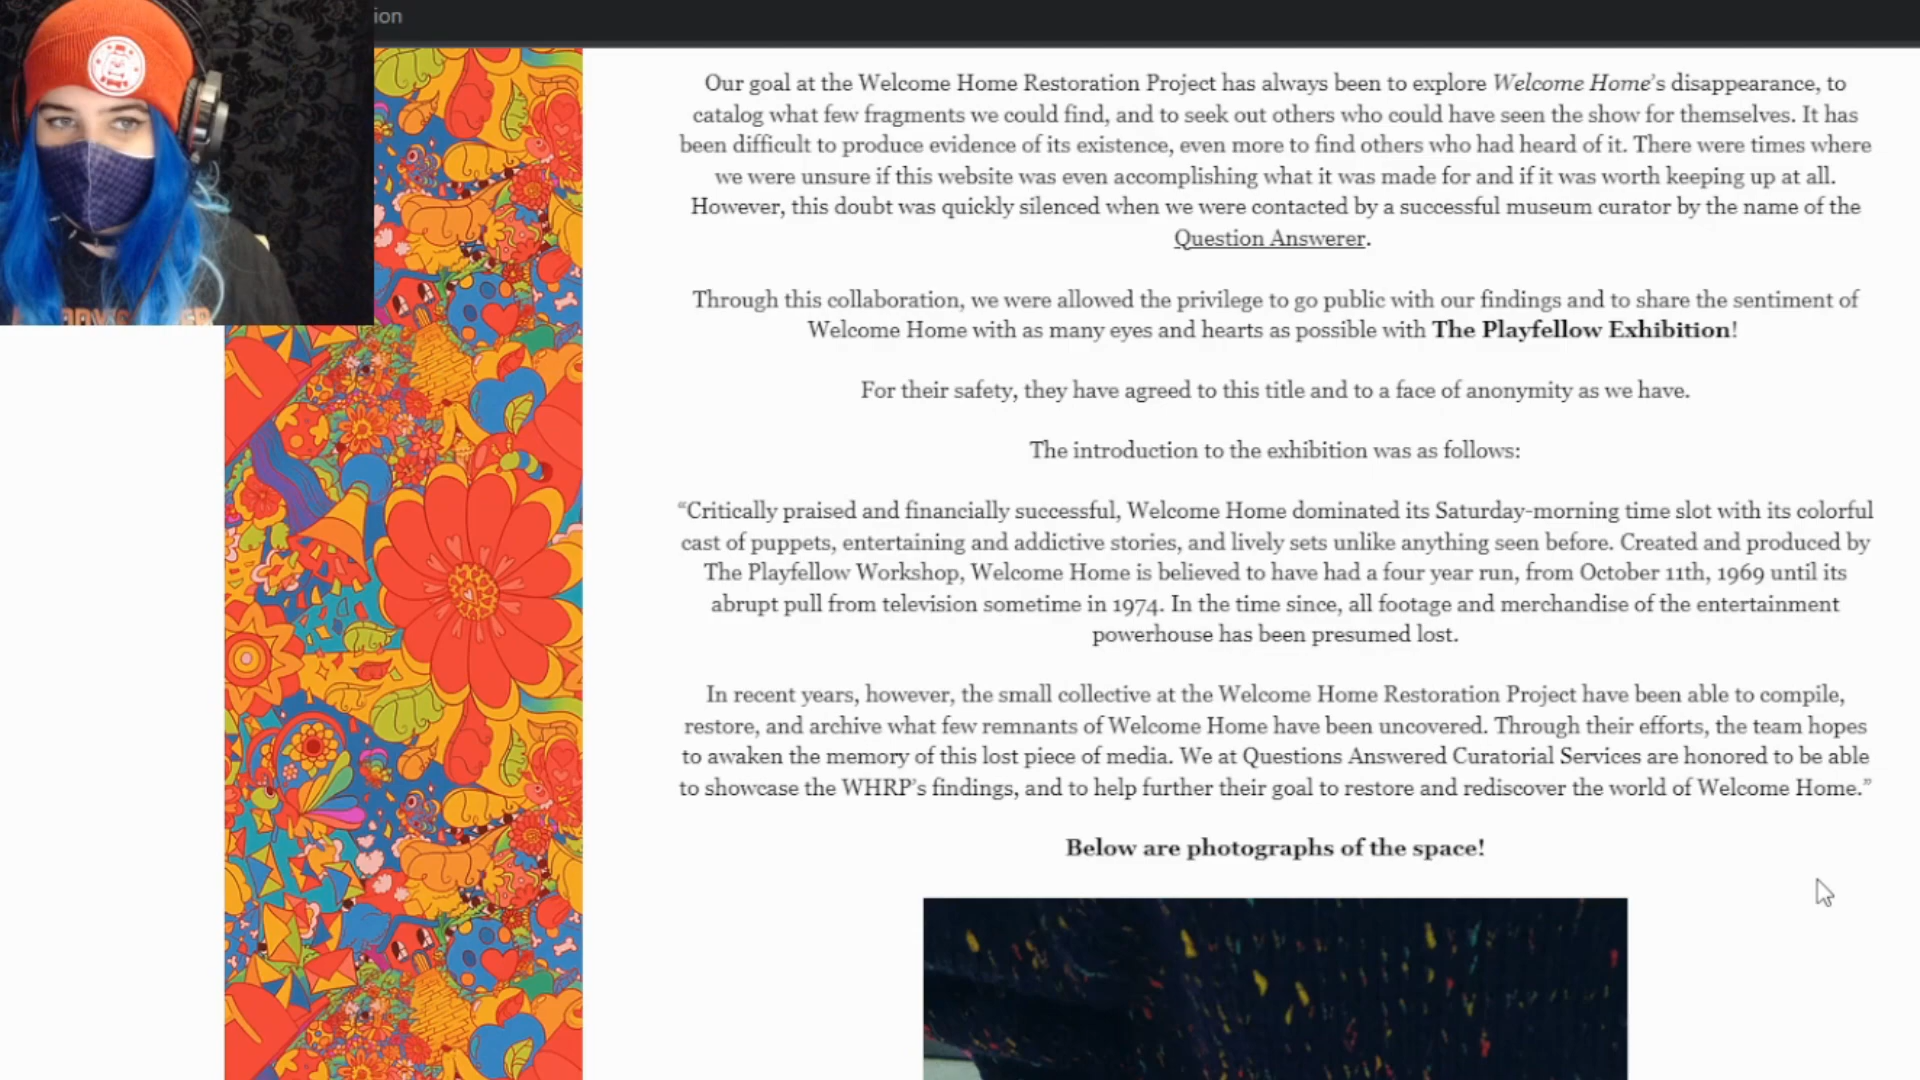 ion
Our goal at the Welcome Home Restoration Project has always been to explore Welcome Home's disappearance, to
catalog what few fragments we could find, and to seek out others who could have seen the show for themselves. It has
been difficult to produce evidence of its existence, even more to find others who had heard of it. There were times where
we were unsure if this website was even accomplishing what it was made for and if it was worth keeping up at all.
However, this doubt was quickly silenced when we were contacted by a successful museum curator by the name of the
Question Answerer.
Through this collaboration, we were allowed the privilege to go public with our findings and to share the sentiment of
Welcome Home with as many eyes and hearts as possible with The Playfellow Exhibition!
For their safety, they have agreed to this title and to a face of anonymity as we have.
The introduction to the exhibition was as follows:
“Critically praised and financially successful, Welcome Home dominated its Saturday-morning time slot with its colorful
cast of puppets, entertaining and addictive stories, and lively sets unlike anything seen before. Created and produced by
The Playfellow Workshop, Welcome Home is believed to have had a four year run, from October 11th, 1969 until its
abrupt pull from television sometime in 1974. In the time since, all footage and merchandise of the entertainment
powerhouse has been presumed lost.
In recent years, however, the small collective at the Welcome Home Restoration Project have been able to compile,
restore, and archive what few remnants of Welcome Home have been uncovered. Through their efforts, the team hopes
to awaken the memory of this lost piece of media. We at Questions Answered Curatorial Services are honored to be able
to showcase the WHRP’s findings, and to help further their goal to restore and rediscover the world of Welcome Home.”
Below are photographs of the space!